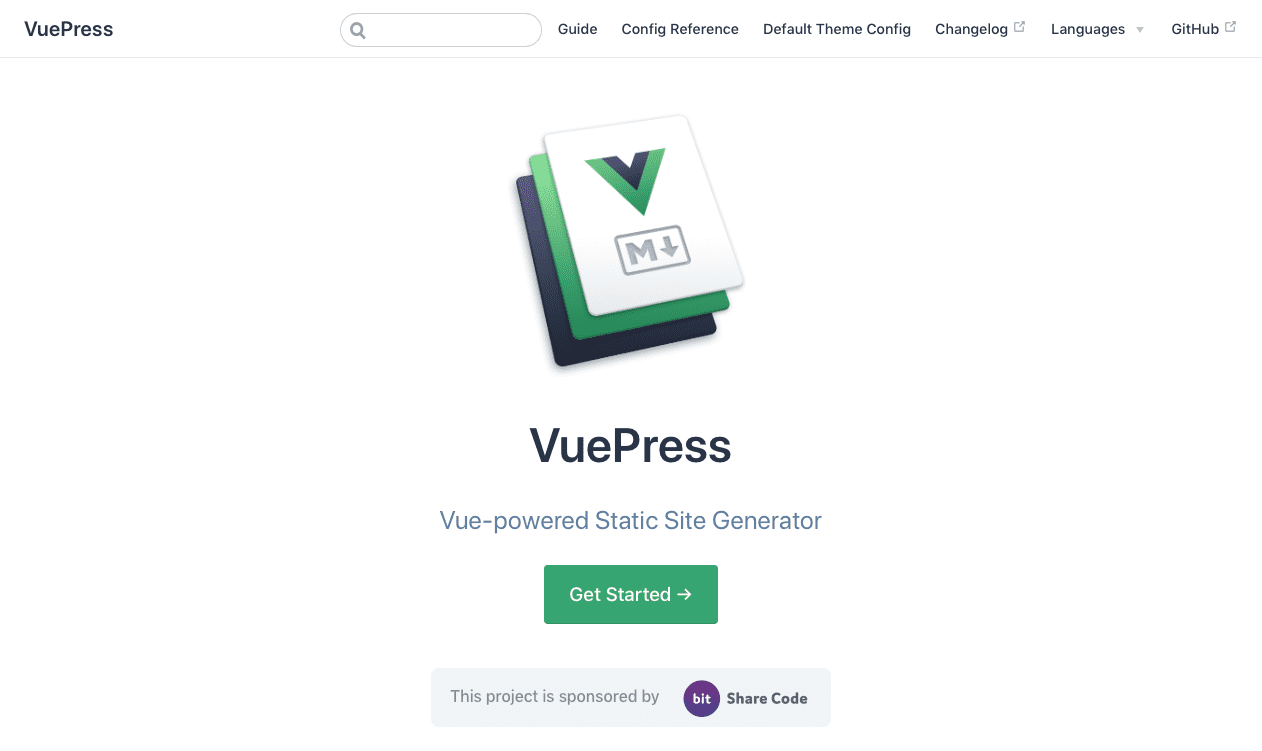 VuePress Guide Config Reference Default Theme Config Changelog Languages GitHub
M
VuePress
Vue-powered Static Site Generator
Get Started →
This project is sponsored by bit Share Code